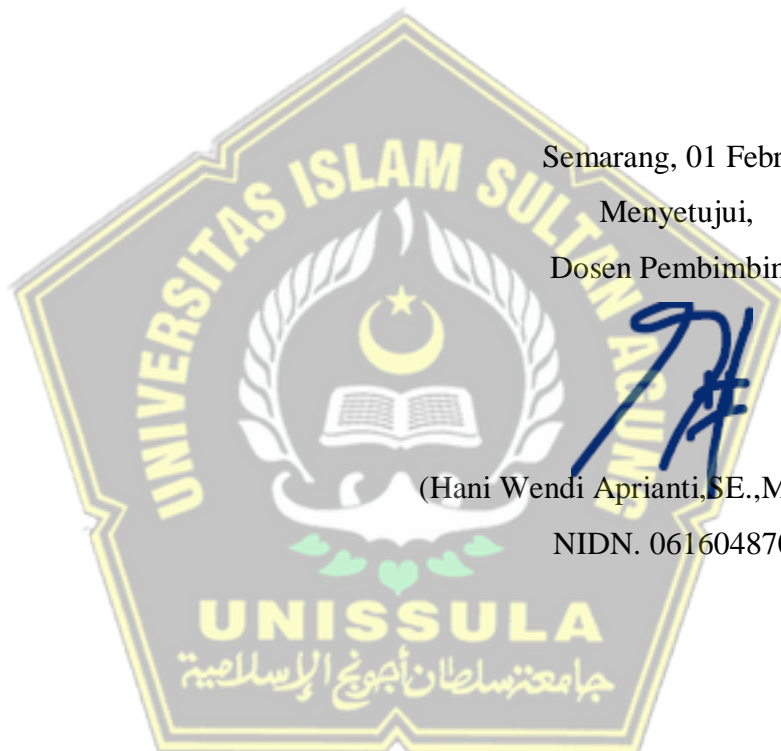 UNIVERSITAS ISLAM SULTAN AGUNG
Semarang, 01 Febr
Menyetujui,
Dosen Pembimbin
(Hani Wendi Aprianti,SE.,M
NIDN. 061604870
UNISSULA
جامعة سلطان أجونج الإسلامية